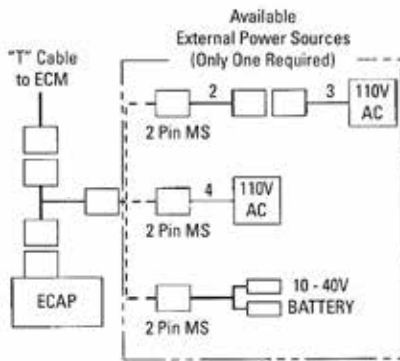 Available
External Power Sources
(Only One Required)
"T" Cable
to ECM
2
3
110V
AC
2 Pin MS
4
110V
AC
2 Pin MS
10 - 40V
BATTERY
2 Pin MS
ECAP